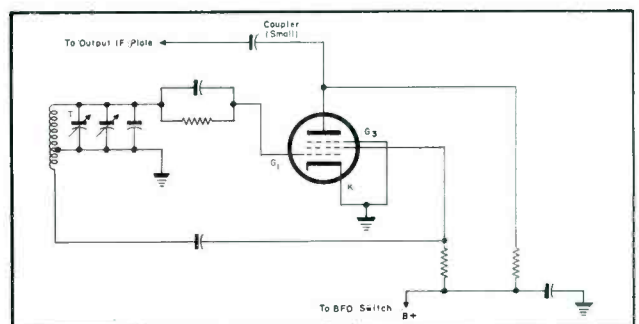 Coupler
(Small)
To Output IF Plate
T
G3
G1
K
To BFO Switch
B+